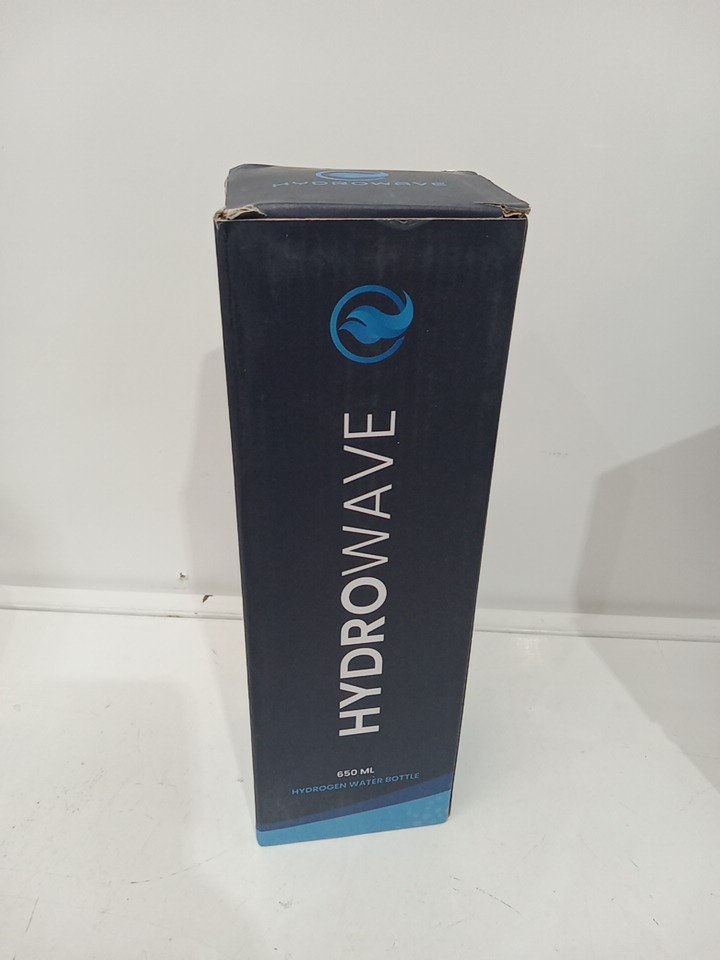 HYDROWAVE
HYDROWAVE
650 ML
HYDROGEN WATER BOTTLE